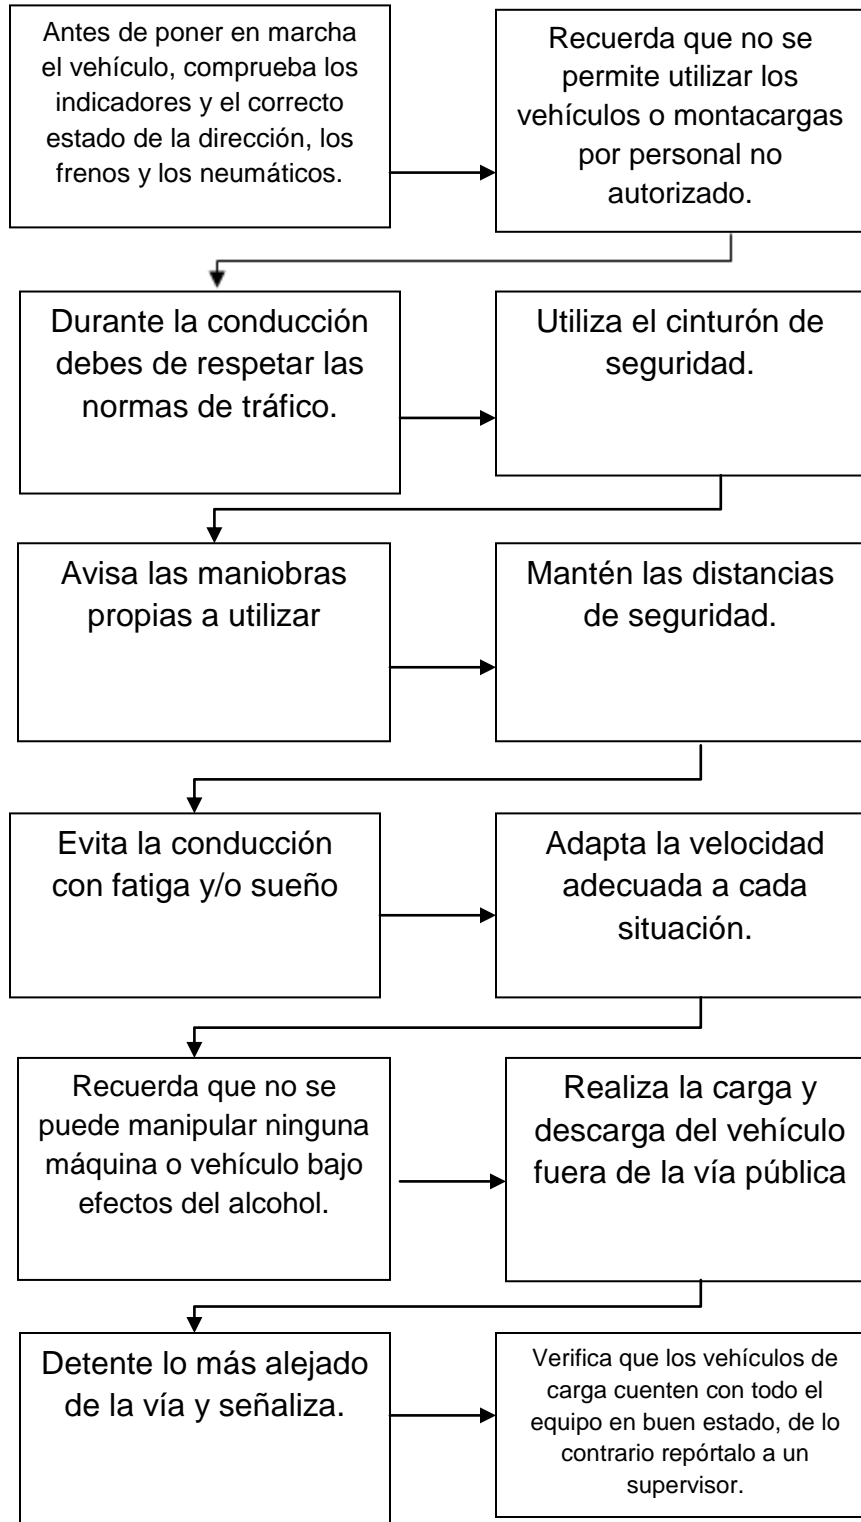 Antes de poner en marcha
el vehículo, comprueba los
indicadores y el correcto
estado de la dirección, los
frenos y los neumáticos.
Recuerda que no se
permite utilizar los
vehículos o montacargas
por personal no
autorizado.
Durante la conducción
debes de respetar las
normas de tráfico.
Utiliza el cinturón de
seguridad.
Avisa las maniobras
propias a utilizar
Mantén las distancias
de seguridad.
Evita la conducción
con fatiga y/o sueño
Adapta la velocidad
adecuada a cada
situación.
Recuerda que no se
puede manipular ninguna
máquina o vehículo bajo
efectos del alcohol.
Realiza la carga y
descarga del vehículo
fuera de la vía pública
Detente lo más alejado
de la vía y señaliza.
Verifica que los vehículos de
carga cuenten con todo el
equipo en buen estado, de lo
contrario repórtalo a un
supervisor.